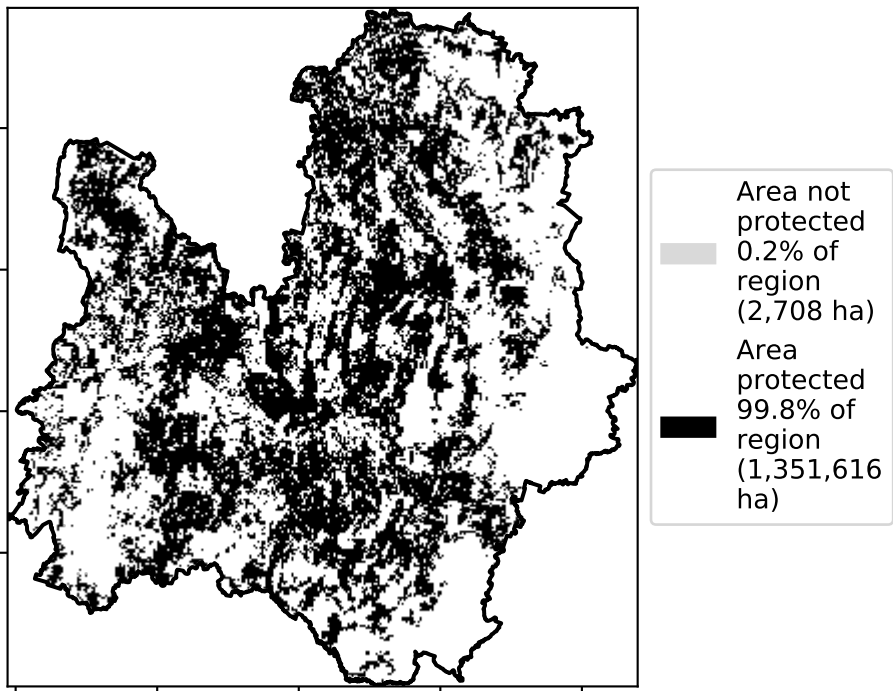 Area not
protected
0.2% of
region
(2,708 ha)
Area
protected
99.8% of
region
(1,351,616
ha)